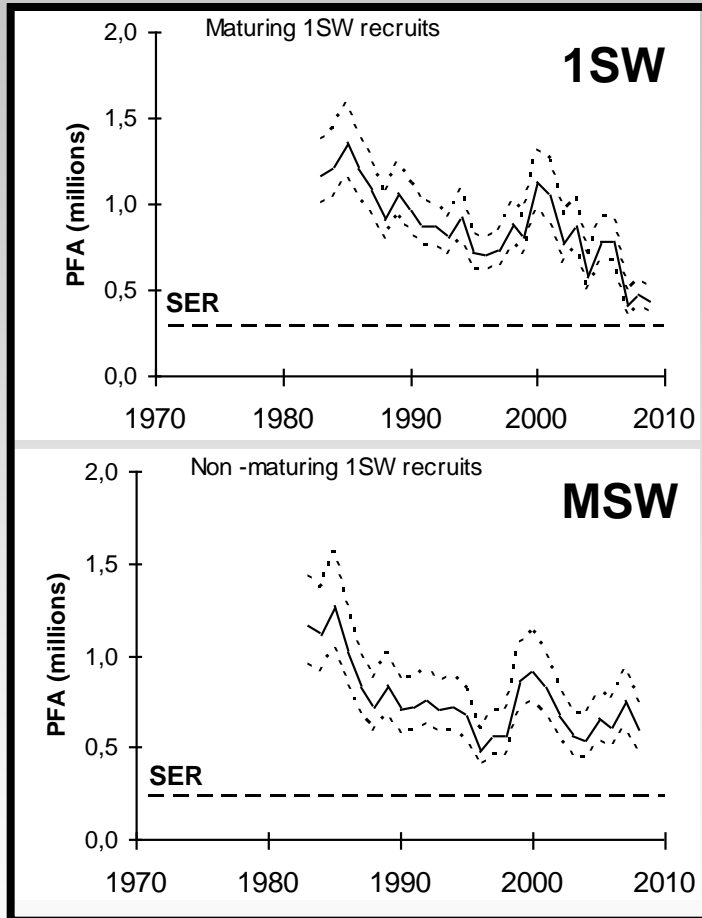 Maturing 1SW recruits
1SW
PFA (millions)
2,0
1,5
1,0
0,5
0,0
SER
1970 1980 1990 2000 2010
Non -maturing 1SW recruits
MSW
PFA (millions)
2,0
1,5
1,0
0,5
0,0
SER
1970 1980 1990 2000 2010